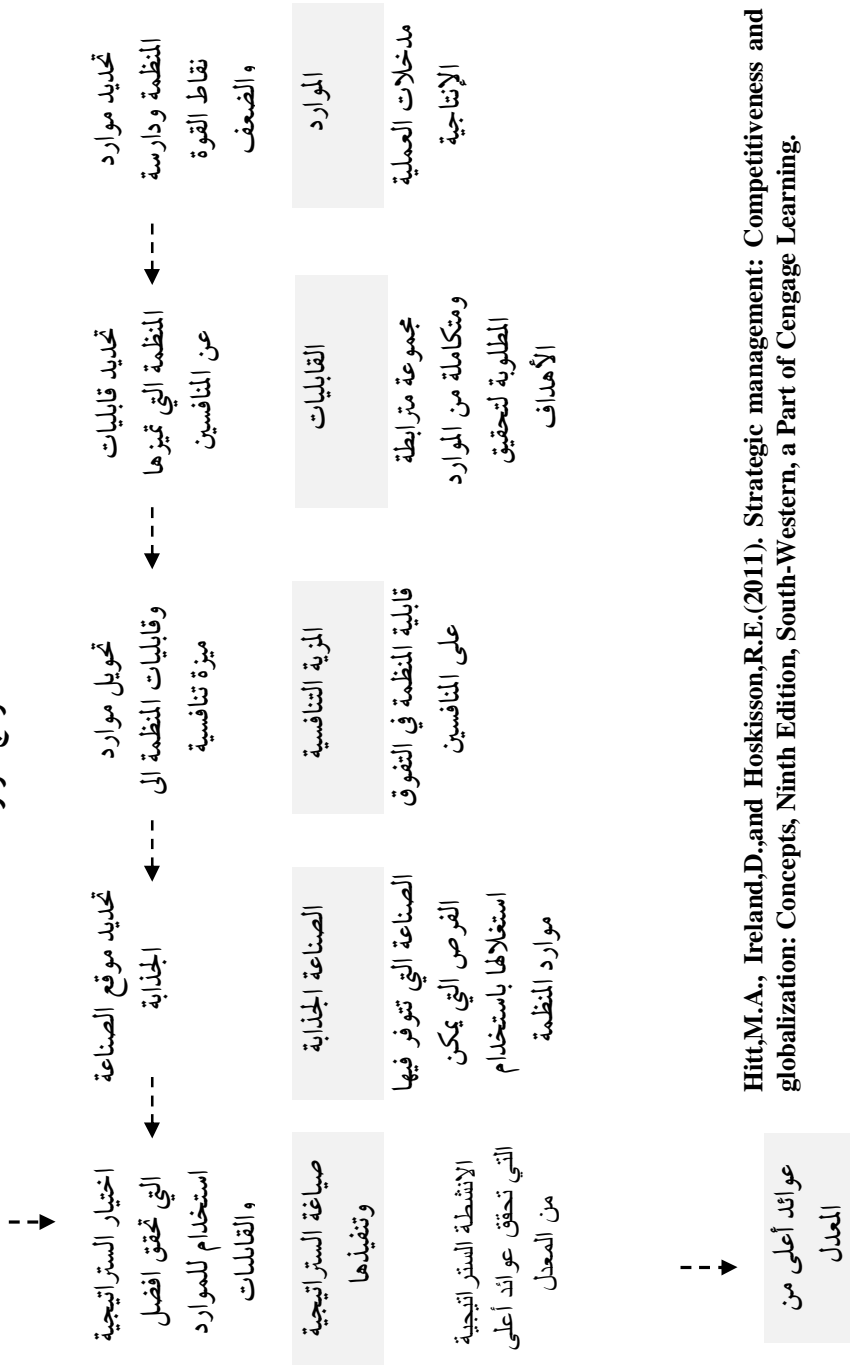 تحديد موارد
المنظمة ودارسة
نقاط القوة
والضعف
الموارد
مدخلات العملية
الإنتاجية
تحديد قابليات
المنظمة التي تميزها
عن المنافسين
القابليات
مجموعة مترابطة
ومتكاملة من الموارد
المطلوبة لتحقيق
الأهداف
تحويل موارد
وقابليات المنظمة الى
ميزة تنافسية
المزية التنافسية
قابلية المنظمة في التفوق
على المنافسين
تحديد موقع الصناعة
الجذابة
الصناعة الجذابة
الصناعة التي تتوفر فيها
الفرص التي يمكن
استغلالها باستخدام
موارد المنظمة
اختيار الستراتيجية
التي تحقق افضل
استخدام للموارد
والقابليات
صياغة الستراتيجية
وتنفيذها
الانشطة الستراتيجية
التي تحقق عوائد أعلى
من المعدل
عوائد أعلى من
المعدل
Hitt,M.A., Ireland,D.,and Hoskisson,R.E.(2011). Strategic management: Competitiveness and
globalization: Concepts, Ninth Edition, South-Western, a Part of Cengage Learning.